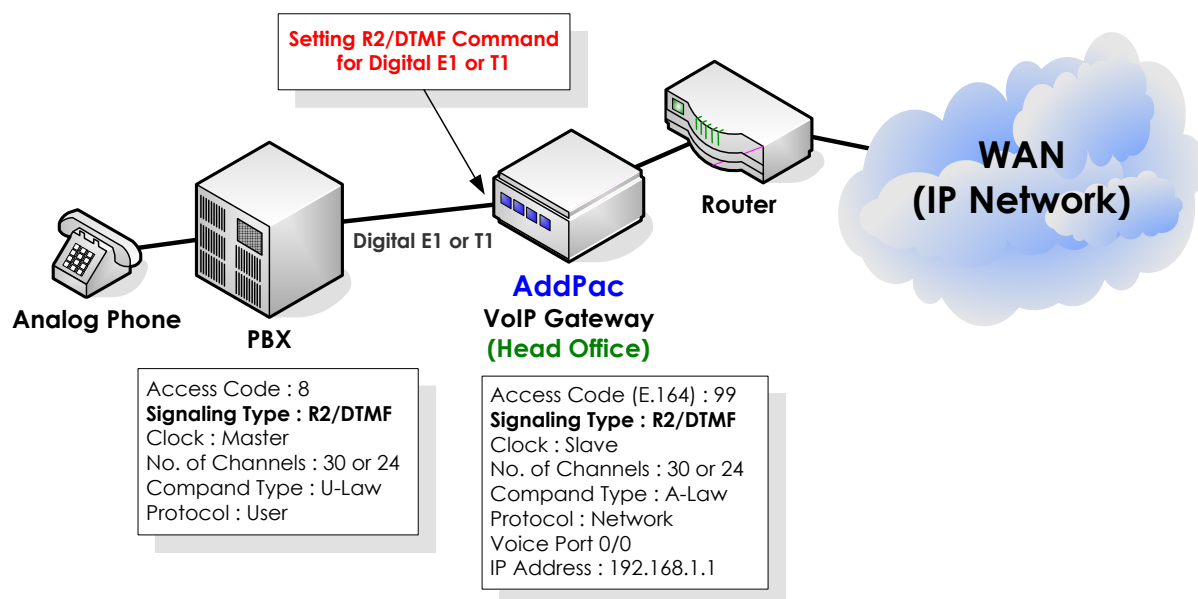 Setting R2/DTMF Command
for Digital E1 or T1
WAN
(IP Network)
Router
Digital E1 or T1
AddPac
VoIP Gateway
(Head Office)
Analog Phone
PBX
Access Code : 8
Signaling Type : R2/DTMF
Clock : Master
No. of Channels : 30 or 24
Compand Type : U-Law
Protocol : User
Access Code (E.164) : 99
Signaling Type : R2/DTMF
Clock : Slave
No. of Channels : 30 or 24
Compand Type : A-Law
Protocol : Network
Voice Port 0/0
IP Address : 192.168.1.1